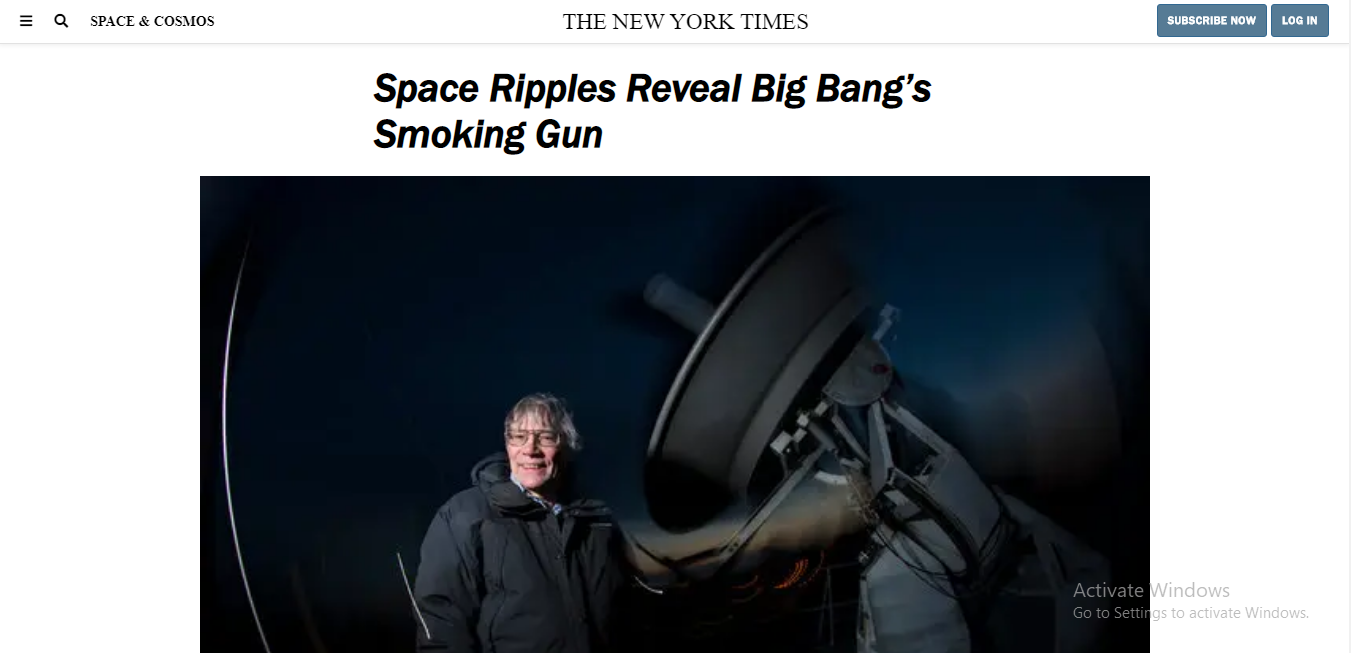 SPACE & COSMOS
THE NEW YORK TIMES
SUBSCRIBE NOW
LOG IN
Space Ripples Reveal Big Bang’s
Smoking Gun
Activate Windows
Go to Settings to activate Windows.